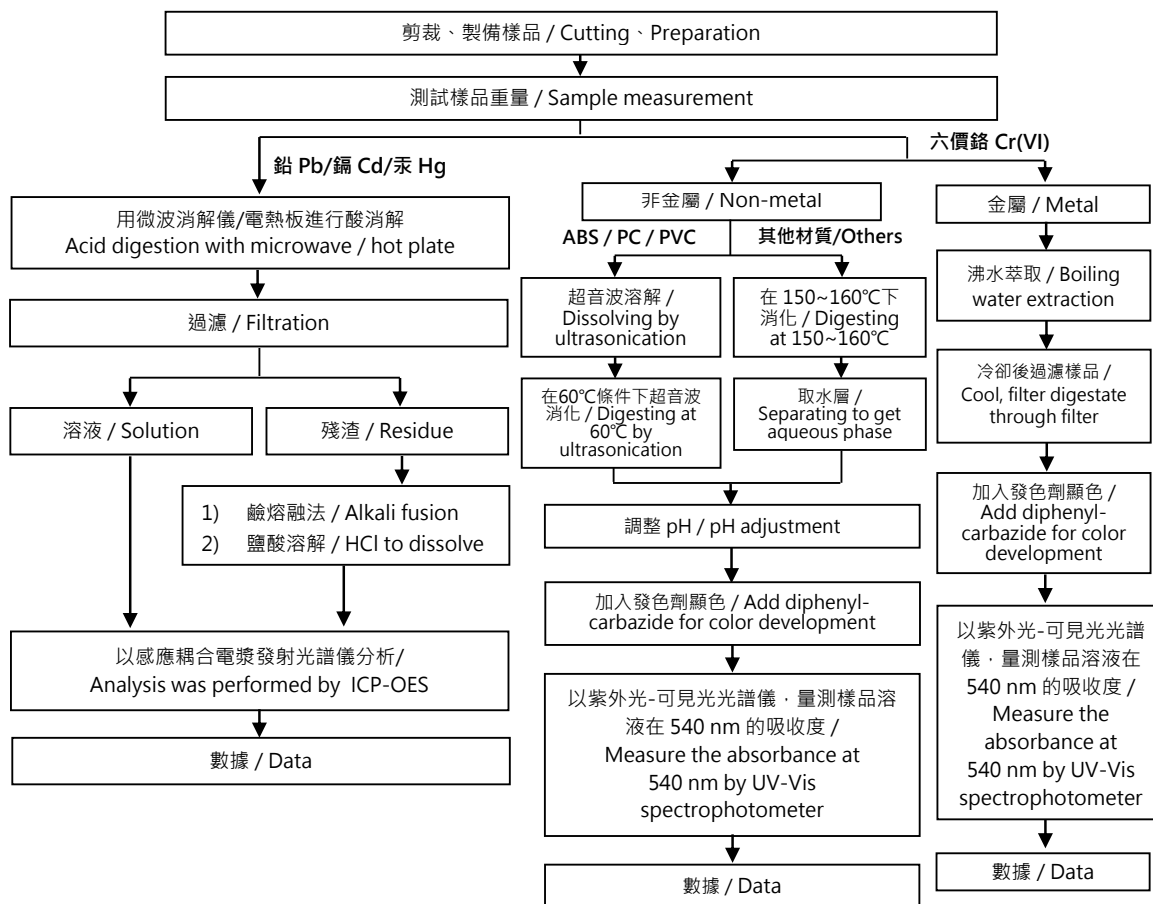 剪裁、製備樣品 / Cutting、Preparation
測試樣品重量 / Sample measurement
鉛 Pb/鎘 Cd/汞 Hg
用微波消解儀/電熱板進行酸消解
Acid digestion with microwave / hot plate
過濾 / Filtration
溶液 / Solution
殘渣 / Residue
1) 鹼熔融法 / Alkali fusion
2) 鹽酸溶解 / HCl to dissolve
以感應耦合電漿發射光譜儀分析/
Analysis was performed by ICP-OES
數據 / Data
六價鉻 Cr(VI)
非金屬 / Non-metal
ABS / PC / PVC
其他材質/Others
超音波溶解 /
Dissolving by
ultrasonication
在60℃條件下超音波
消化 / Digesting at
60℃ by
ultrasonication
在 150~160℃下
消化 / Digesting
at 150~160℃
取水層 /
Separating to get
aqueous phase
調整 pH / pH adjustment
加入發色劑顯色 / Add diphenyl-
carbazide for color development
以紫外光-可見光光譜儀，量測樣品溶
液在 540 nm 的吸收度 /
Measure the absorbance at
540 nm by UV-Vis
spectrophotometer
數據 / Data
金屬 / Metal
沸水萃取 / Boiling
water extraction
冷卻後過濾樣品 /
Cool, filter digestate
through filter
加入發色劑顯色 /
Add diphenyl-
carbazide for color
development
以紫外光-可見光光譜
儀，量測樣品溶液在
540 nm 的吸收度 /
Measure the
absorbance at
540 nm by UV-Vis
spectrophotometer
數據 / Data